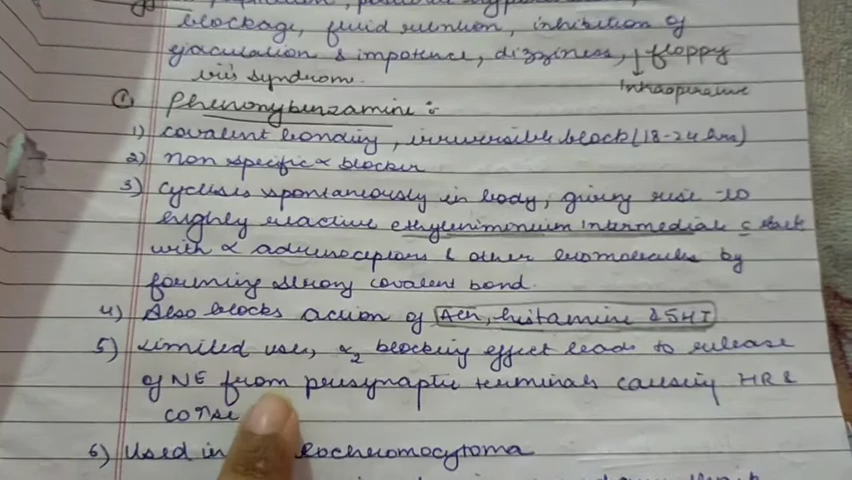 blockage, fluid retention, inhibition of
ejaculation & impotence, dizziness, ↓ floppy
iris syndrome.
Intraoperative
① Phenoxybenzamine :-
1) covalent bonding, irreversible block (18-24 hrs)
2) Non specific α blocker
3) cyclises spontaneously in body, giving rise to
highly reactive ethyleniminium intermediate c̄
with α adrenoceptors & other biomolecules by
forming strong covalent bond.
4) Also blocks action of Ach, histamine & 5HT
5) Limited use, α2 blocking effect leads to release
of NE from presynaptic terminals causing HR &
CO
6) Used in